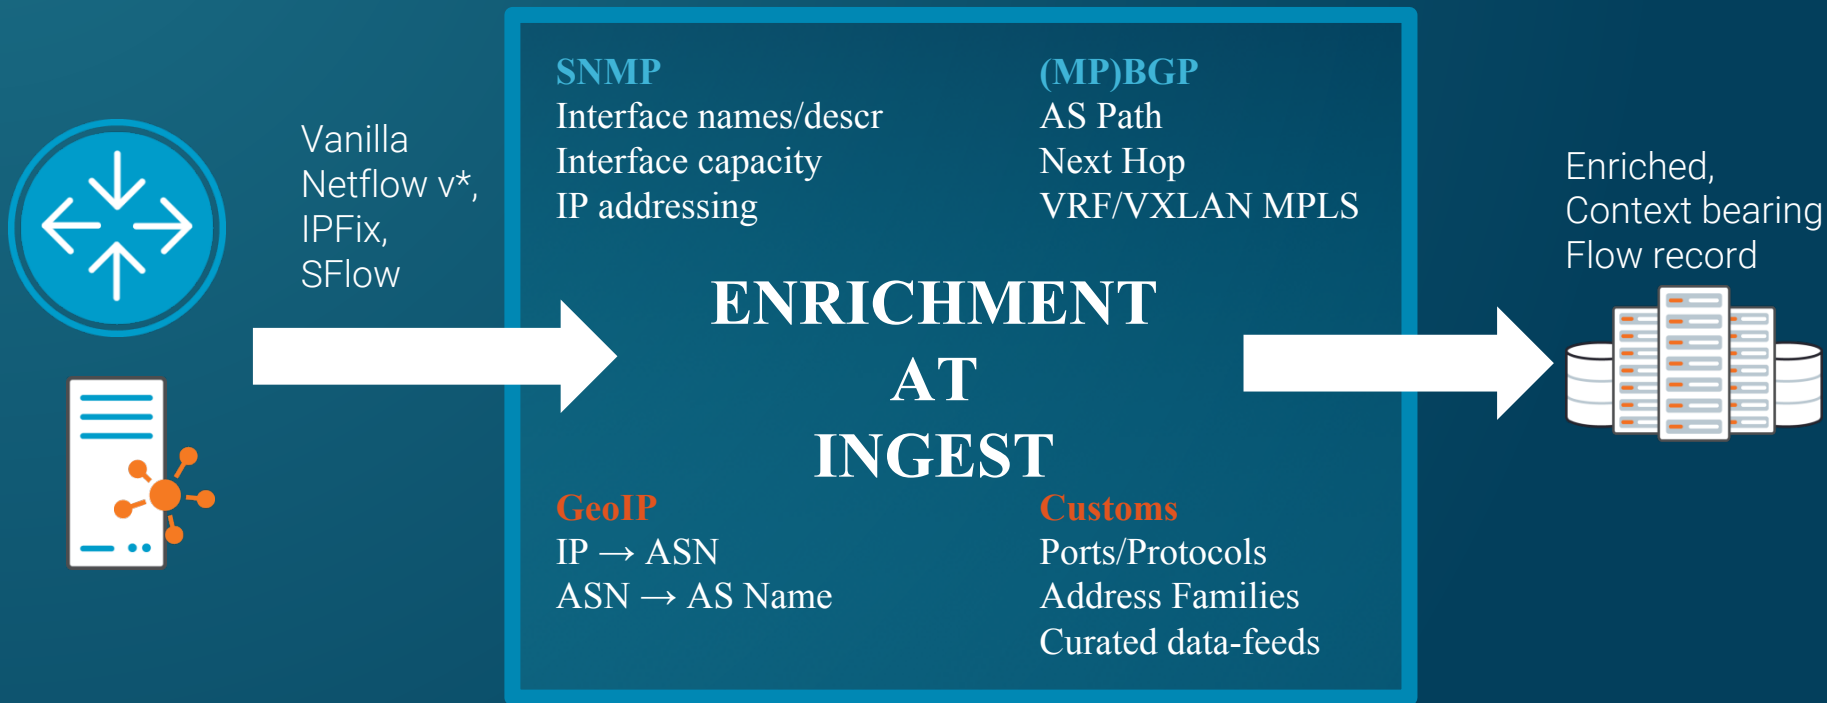 Vanilla
Netflow v*,
IPFix,
SFlow
SNMP
Interface names/descr
Interface capacity
IP addressing
(MP)BGP
AS Path
Next Hop
VRF/VXLAN MPLS
ENRICHMENT
AT
INGEST
GeoIP
IP → ASN
ASN → AS Name
Customs
Ports/Protocols
Address Families
Curated data-feeds
Enriched,
Context bearing
Flow record